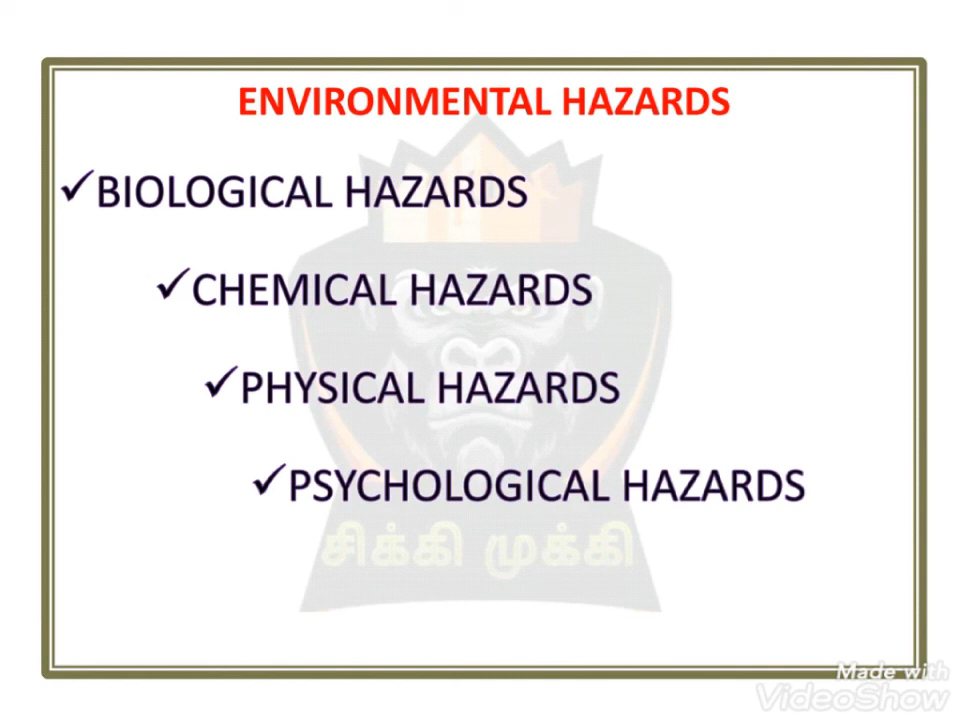 ENVIRONMENTAL HAZARDS
✓BIOLOGICAL HAZARDS
✓CHEMICAL HAZARDS
✓PHYSICAL HAZARDS
✓PSYCHOLOGICAL HAZARDS
சிக்கி முக்கி
Made with
VideoShow